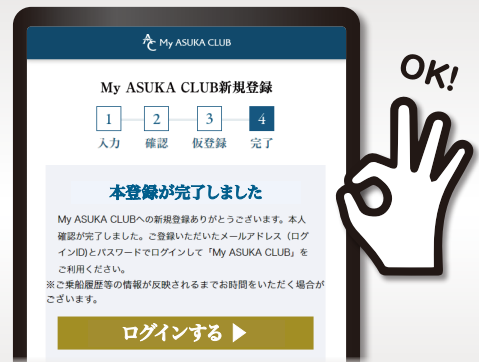 AC My ASUKA CLUB
OK!
My ASUKA CLUB新規登録
1 2 3 4
入力 確認 仮登録 完了
本登録が完了しました
My ASUKA CLUBへの新規登録ありがとうございます。本人
確認が完了しました。ご登録いただいたメールアドレス（ログ
インID)とパスワードでログインして「My ASUKA CLUB」を
ご利用ください。
※ご乗船履歴等の情報が反映されるまでお時間をいただく場合が
ございます。
ログインする ▶